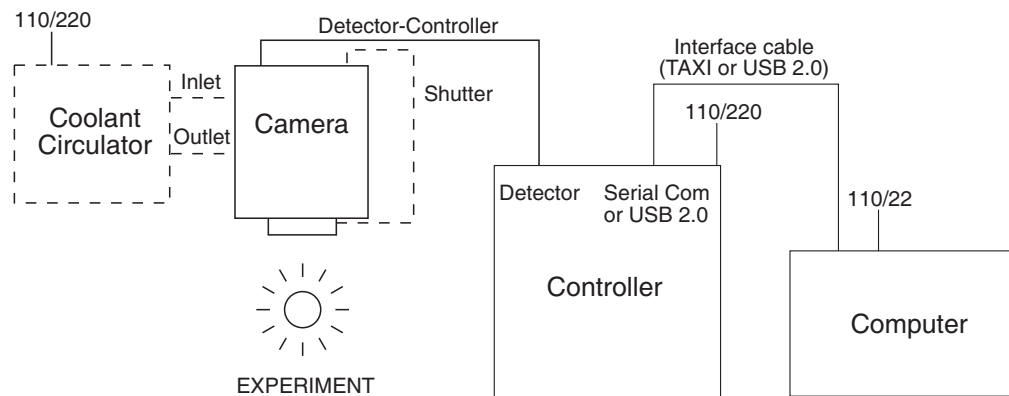 110/220
Detector-Controller
Interface cable
(TAXI or USB 2.0)
Inlet
Shutter
Coolant
Circulator
Camera
110/220
Outlet
Detector
Serial Com
or USB 2.0
110/22
Controller
Computer
EXPERIMENT